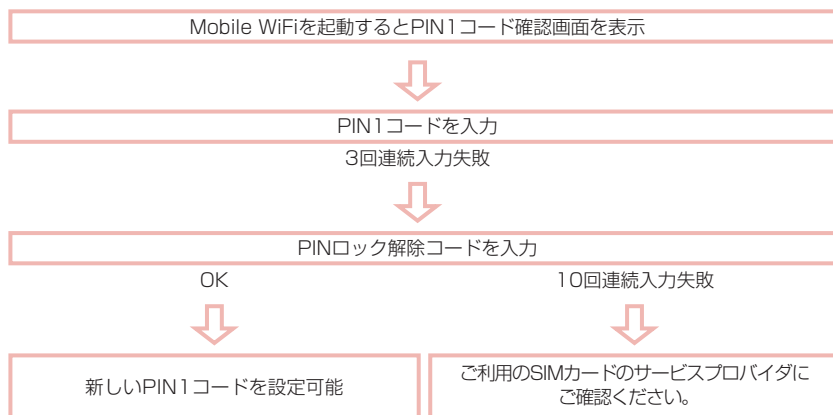 Mobile WiFiを起動するとPIN1コード確認画面を表示
PIN1コードを入力
3回連続入力失敗
PINロック解除コードを入力
OK
10回連続入力失敗
新しいPIN1コードを設定可能
ご利用のSIMカードのサービスプロバイダに
ご確認ください。